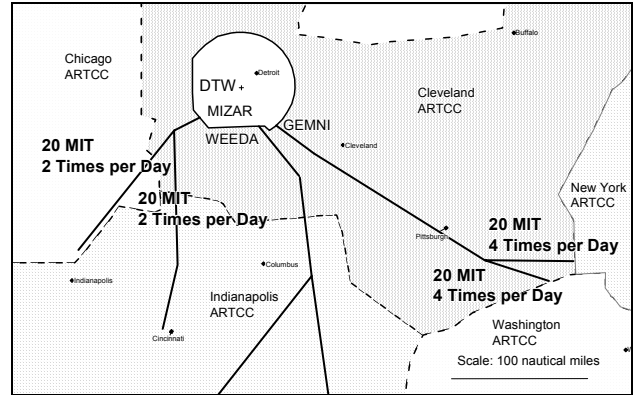 Buffalo
Chicago
ARTCC
Detroit
DTW
Cleveland
ARTCC
MIZAR
GEMNI
WEEDA
Cleveland
20 MIT
2 Times per Day
New York
ARTCC
20 MIT
2 Times per Day
20 MIT
4 Times per Day
Pittsburgh
Columbus
20 MIT
4 Times per Day
Indianapolis
Indianapolis
ARTCC
Cincinnati
Washington
ARTCC
Scale: 100 nautical miles